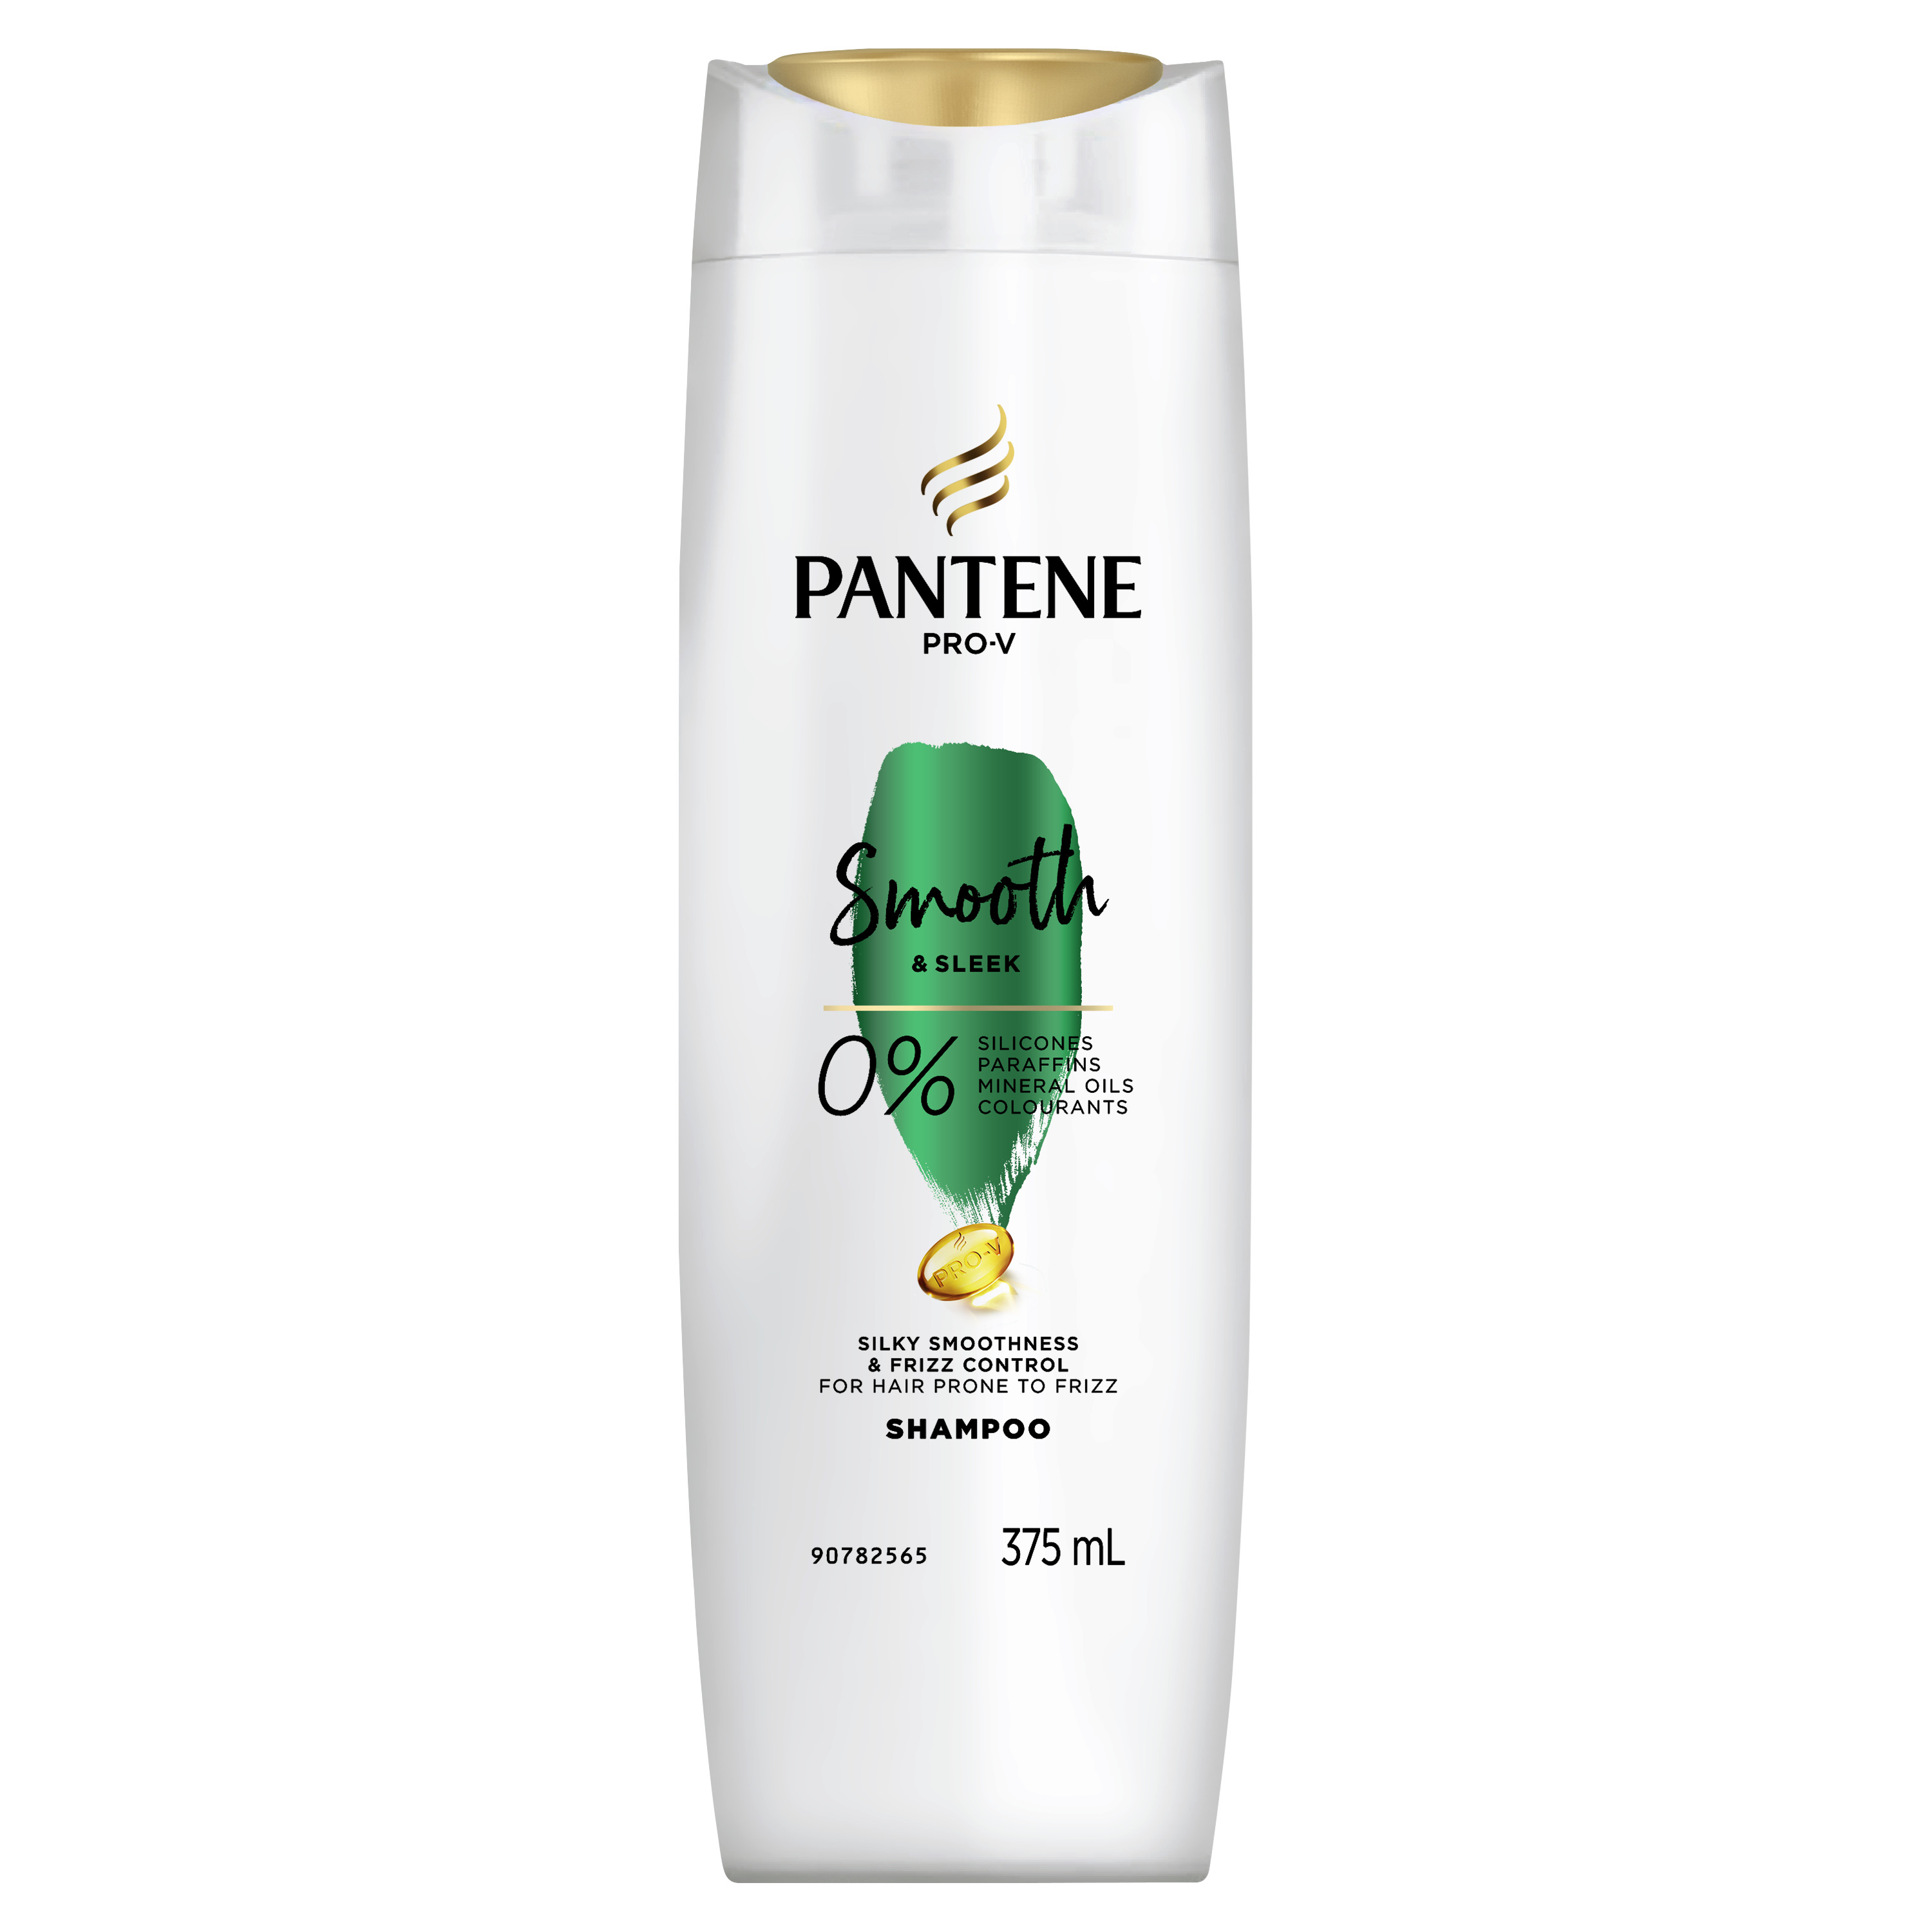 PANTENE
PRO-V
Smooth
& SLEEK
0%
SILICONES
PARAFFINS
MINERAL OILS
COLOURANTS
PRO-V
SILKY SMOOTHNESS
& FRIZZ CONTROL
FOR HAIR PRONE TO FRIZZ
SHAMPOO
90782565
375 mL